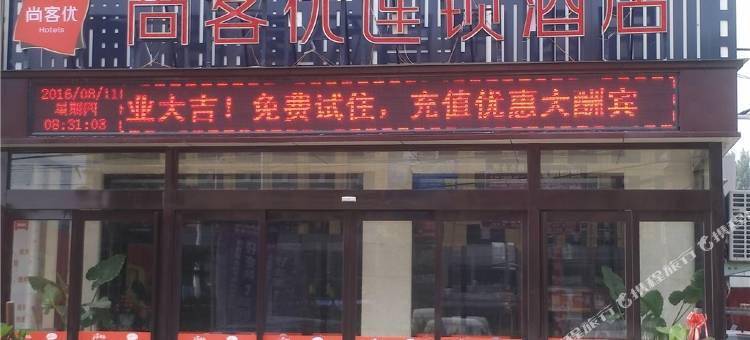 尚客优
Hotels
尚客优连锁酒店
2016/08/11
星期四
08:31:03
业大吉！免费试住，充值优惠大酬宾
携程旅行